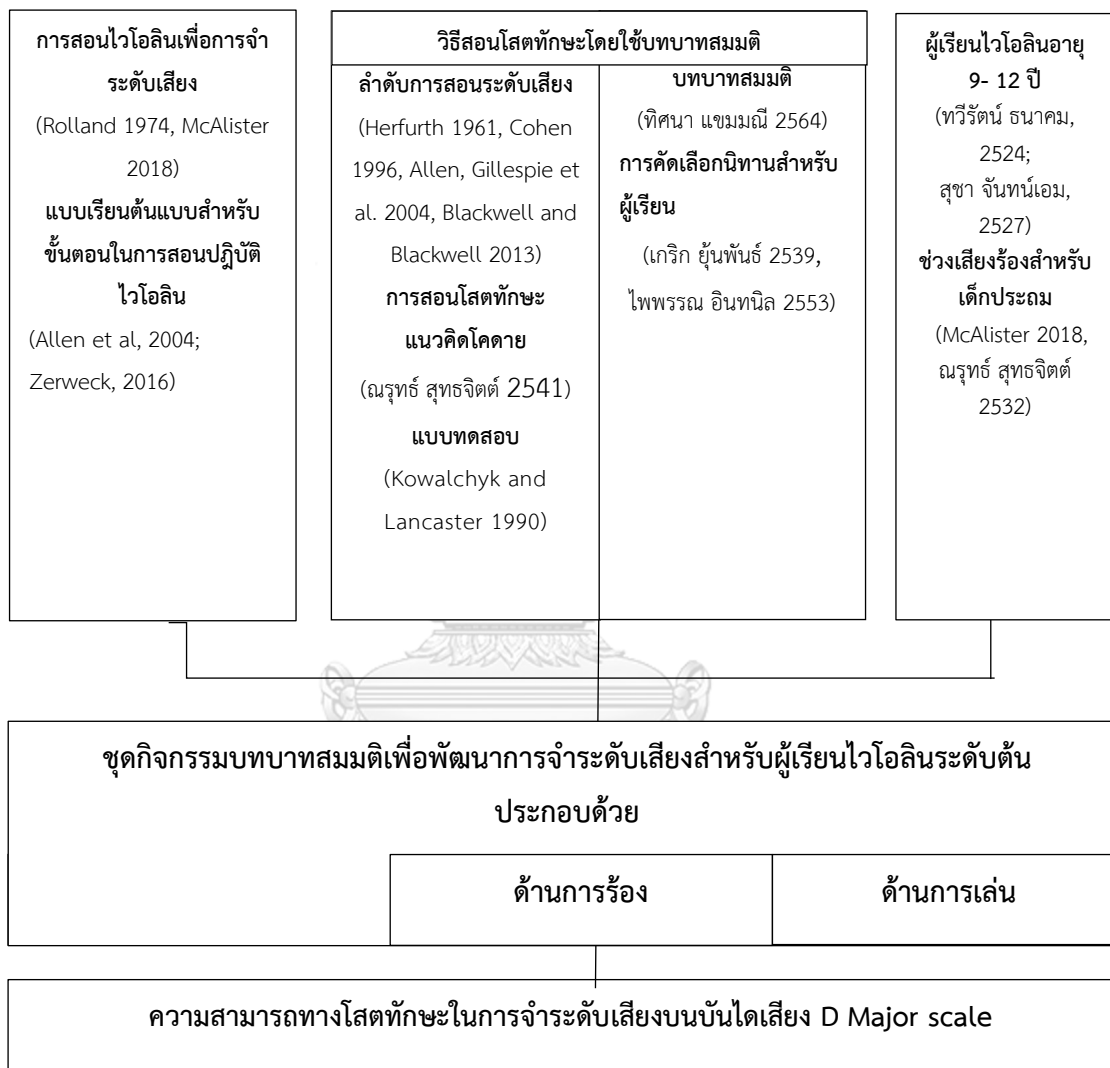 การสอนไวโอลินเพื่อการจำ
ระดับเสียง
(Rolland 1974, McAlister
2018)
แบบเรียนต้นแบบสำหรับ
ขั้นตอนในการสอนปฎิบัติ
ไวโอลิน
(Allen et al, 2004;
Zerweck, 2016)
วิธีสอนโสตทักษะโดยใช้บทบาทสมมติ
ลำดับการสอนระดับเสียง
(Herfurth 1961, Cohen
1996, Allen, Gillespie et
al. 2004, Blackwell and
Blackwell 2013)
การสอนโสตทักษะ
แนวคิดโคดาย
(ณรุทธ์ สุทธจิตต์ 2541)
แบบทดสอบ
(Kowalchyk and
Lancaster 1990)
บทบาทสมมติ
(ทิศนา แขมมณี 2564)
การคัดเลือกนิทานสำหรับ
ผู้เรียน
(เกริก ยุ้นพันธ์ 2539,
ไพพรรณ อินทนิล 2553)
ผู้เรียนไวโอลินอายุ
9- 12 ปี
(ทวีรัตน์ ธนาคม,
2524;
สุชา จันทน์เอม,
2527)
ช่วงเสียงร้องสำหรับ
เด็กประถม
(McAlister 2018,
ณรุทธ์ สุทธจิตต์
2532)
ชุดกิจกรรมบทบาทสมมติเพื่อพัฒนาการจำระดับเสียงสำหรับผู้เรียนไวโอลินระดับต้น
ประกอบด้วย
ด้านการร้อง
ด้านการเล่น
ความสามารถทางโสตทักษะในการจำระดับเสียงบนบันไดเสียง D Major scale